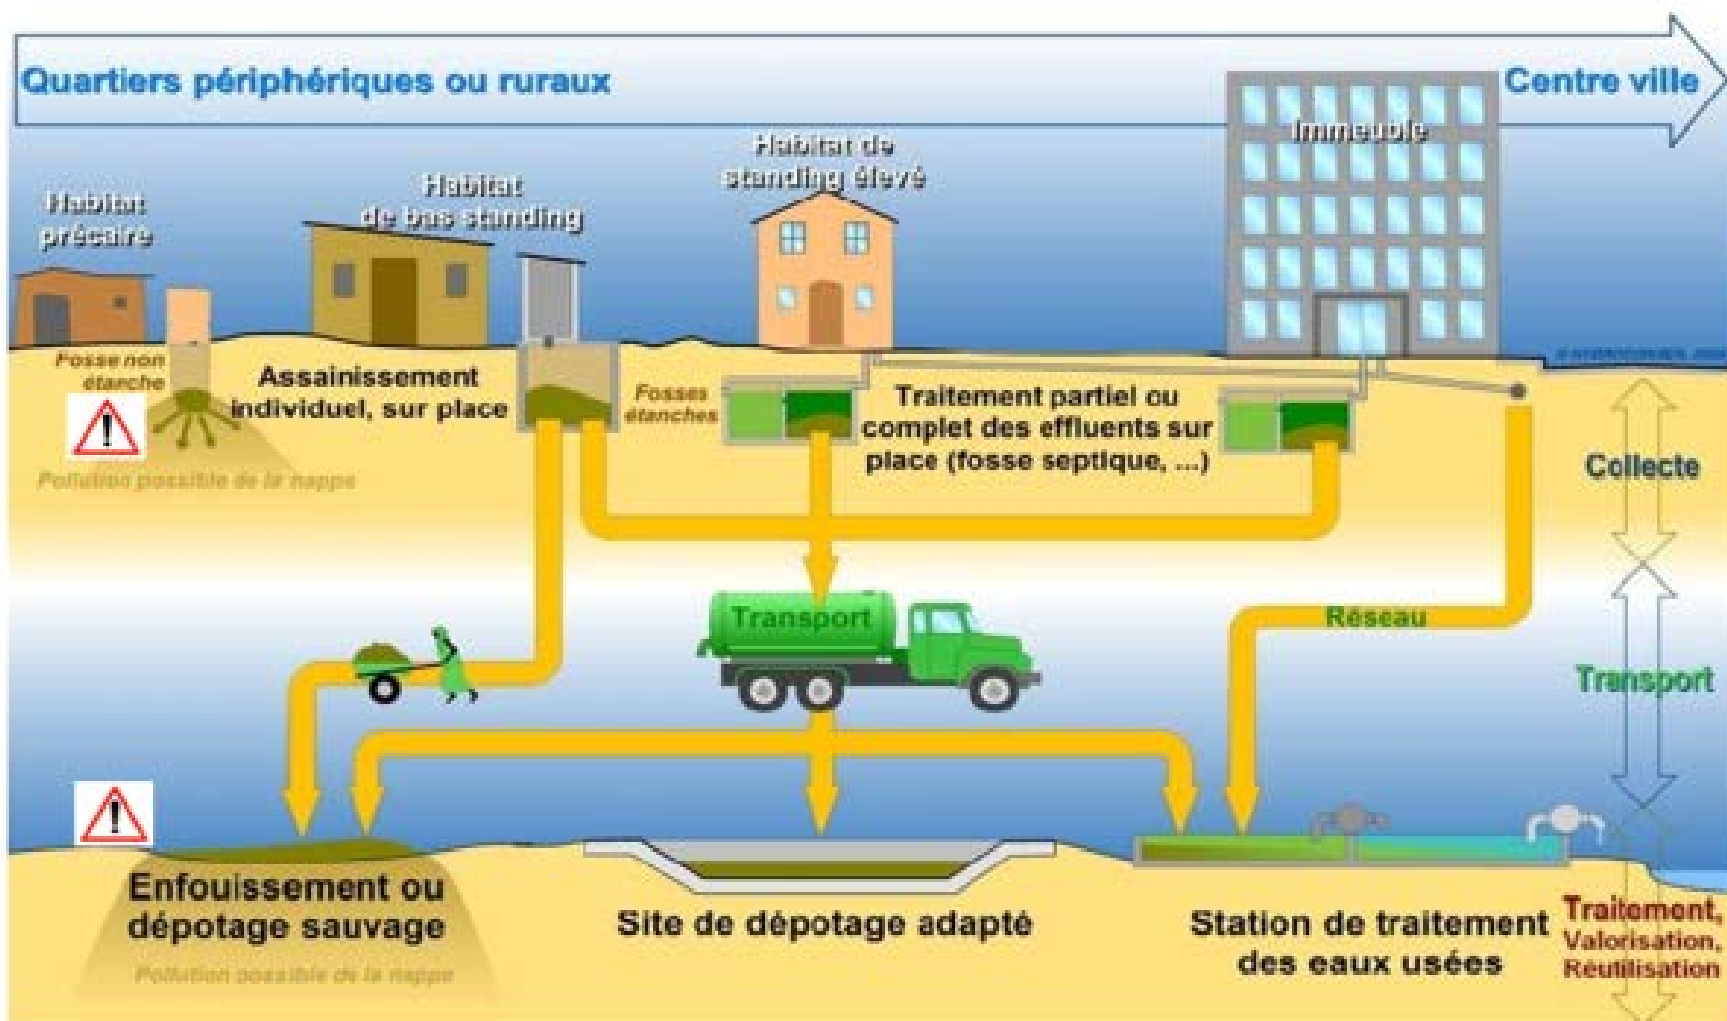 Quartiers périphériques ou ruraux
Centre ville
Immeuble
Habitat de
standing élevé
Habitat
de bas standing
Habitat
précaire
Fosse non
étanche
Assainissement
individuel, sur place
Fosses
étanches
Traitement partiel ou
complet des effluents sur
place (fosse septique, ...)
Pollution possible de la nappe
Collecte
Transport
Réseau
Transport
Enfouissement ou
dépotage sauvage
Pollution possible de la nappe
Site de dépotage adapté
Station de traitement
des eaux usées
Traitement,
Valorisation,
Réutilisation